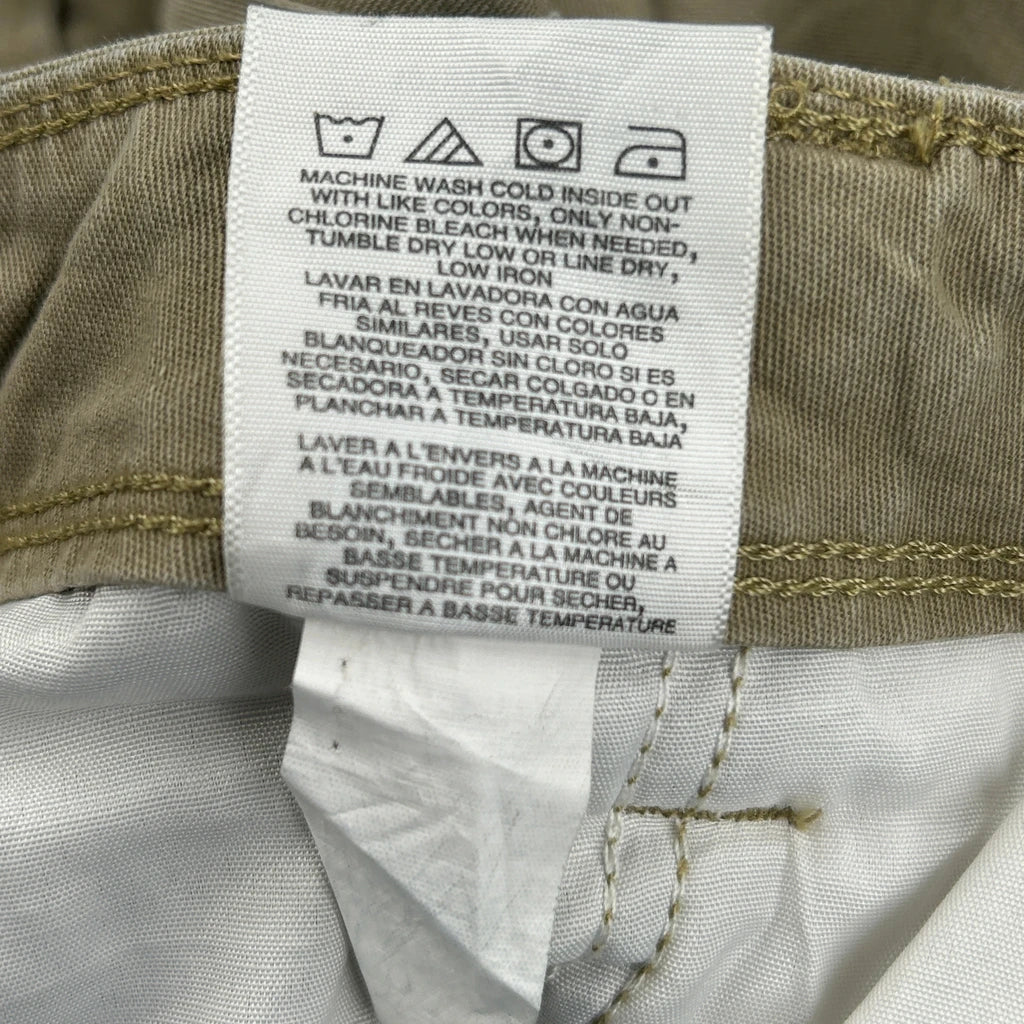 MACHINE WASH COLD INSIDE OUT
WITH LIKE COLORS, ONLY NON-
CHLORINE BLEACH WHEN NEEDED,
TUMBLE DRY LOW OR LINE DRY,
LOW IRON
LAVAR EN LAVADORA CON AGUA
FRIA AL REVES CON COLORES
SIMILARES, USAR SOLO
BLANQUEADOR SIN CLORO SI ES
NECESARIO, SECAR COLGADO O EN
SECADORA A TEMPERATURA BAJA,
PLANCHAR A TEMPERATURA BAJA
LAVER A L'ENVERS A LA MACHINE
A L'EAU FROIDE AVEC COULEURS
SEMBLABLES, AGENT DE
BLANCHIMENT NON CHLORE AU
BESOIN, SECHER A LA MACHINE A
BASSE TEMPERATURE OU
SUSPENDRE POUR SECHER,
REPASSER A BASSE TEMPERATURE